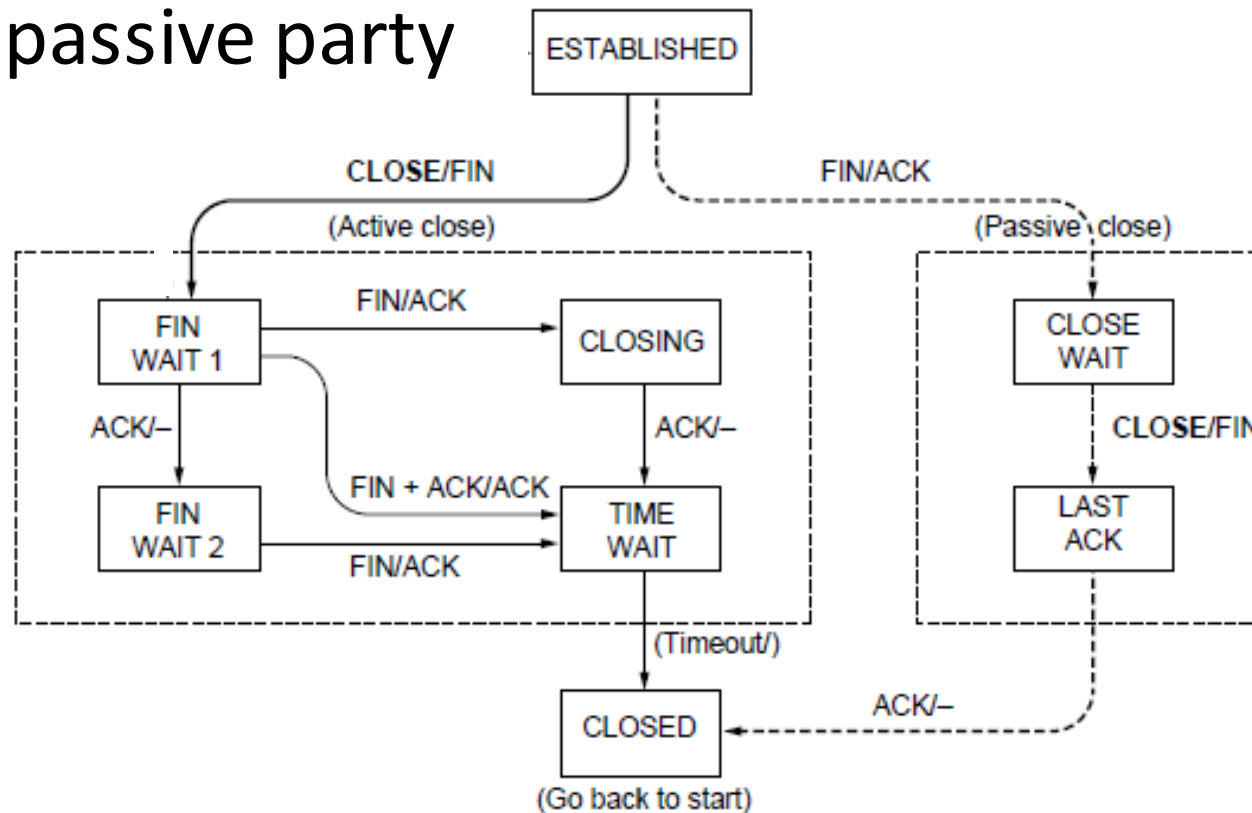 passive party
ESTABLISHED
CLOSE/FIN
FIN/ACK
(Active close)
(Passive close)
FIN
WAIT 1
FIN/ACK
CLOSING
CLOSE
WAIT
ACK/–
ACK/–
CLOSE/FIN
FIN
WAIT 2
FIN + ACK/ACK
FIN/ACK
TIME
WAIT
LAST
ACK
(Timeout/)
CLOSED
ACK/–
(Go back to start)